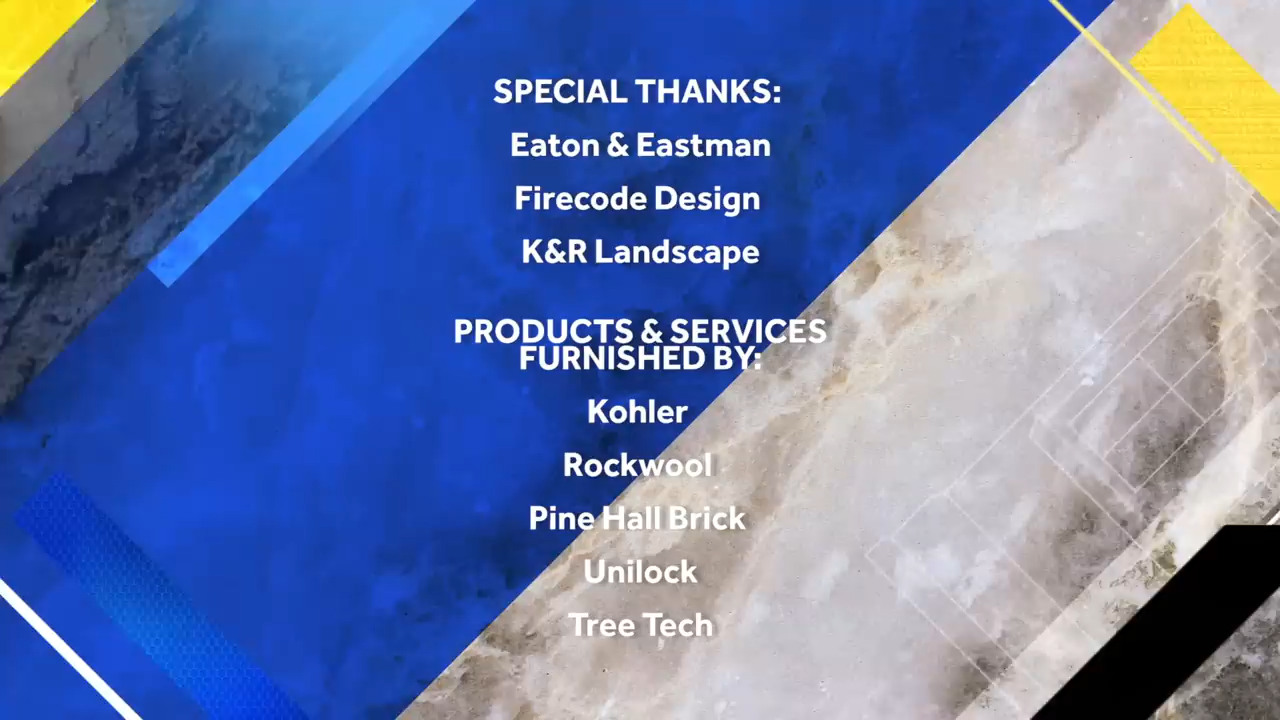 SPECIAL THANKS:
Eaton & Eastman
Firecode Design
K&R Landscape
PRODUCTS & SERVICES
FURNISHED BY:
Kohler
Rockwool
Pine Hall Brick
Unilock
Tree Tech